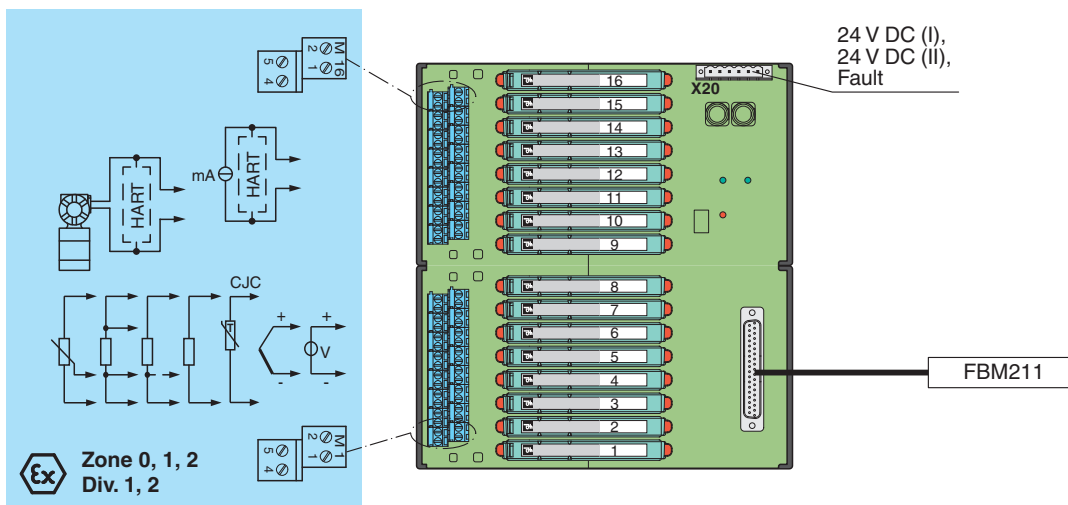 24 V DC (I),
24 V DC (II),
Fault
X20
M 16
2 1
5 4
16
15
14
13
12
11
10
9
8
7
6
5
4
3
2
1
mA
HART
HART
CJC
T
+
-
+
V
-
FBM211
M 1
2 1
5 4
Ex
Zone 0, 1, 2
Div. 1, 2